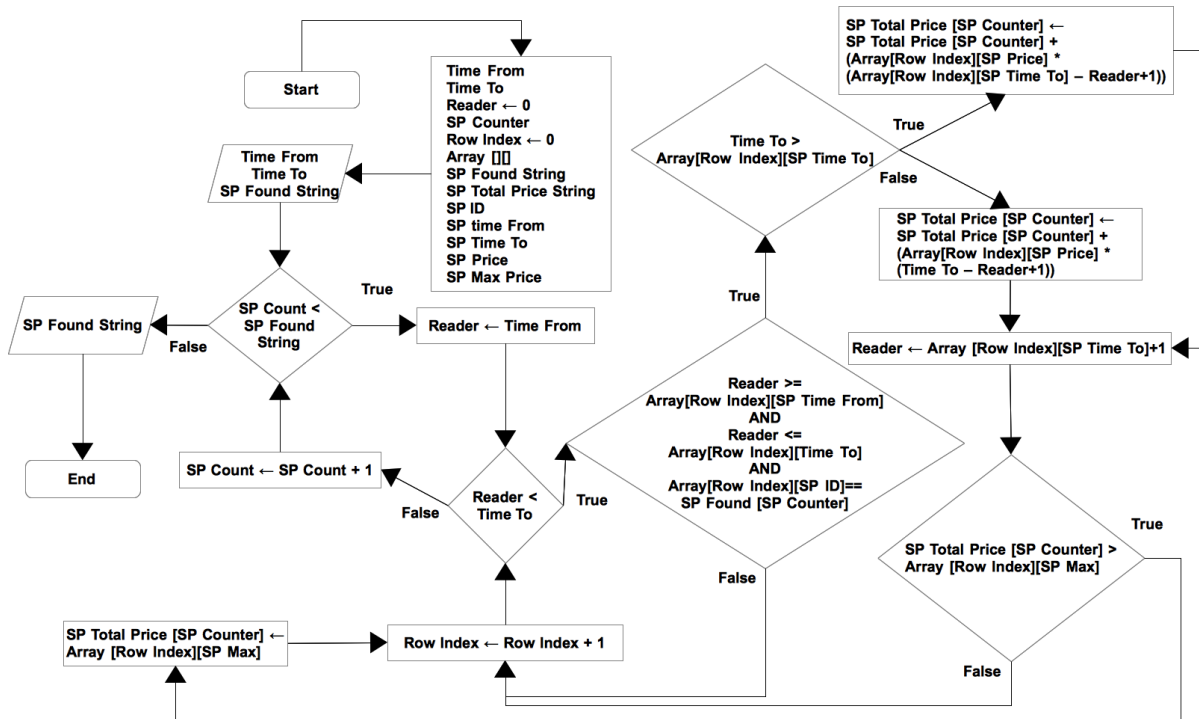 Start
Time From
Time To
Reader ← 0
SP Counter
Row Index ← 0
Array [][]
SP Found String
SP Total Price String
SP ID
SP time From
SP Time To
SP Price
SP Max Price
Time From
Time To
SP Found String
SP Count <
SP Found
String
True
False
SP Found String
End
Reader ← Time From
SP Count ← SP Count + 1
Reader <
Time To
False
True
Row Index ← Row Index + 1
SP Total Price [SP Counter] ←
Array [Row Index][SP Max]
Reader >=
Array[Row Index][SP Time From]
AND
Reader <=
Array[Row Index][Time To]
AND
Array[Row Index][SP ID]==
SP Found [SP Counter]
True
False
Time To >
Array[Row Index][SP Time To]
True
False
SP Total Price [SP Counter] ←
SP Total Price [SP Counter] +
(Array[Row Index][SP Price] *
(Array[Row Index][SP Time To] – Reader+1))
SP Total Price [SP Counter] ←
SP Total Price [SP Counter] +
(Array[Row Index][SP Price] *
(Time To – Reader+1))
Reader ← Array [Row Index][SP Time To]+1
SP Total Price [SP Counter] >
Array [Row Index][SP Max]
True
False